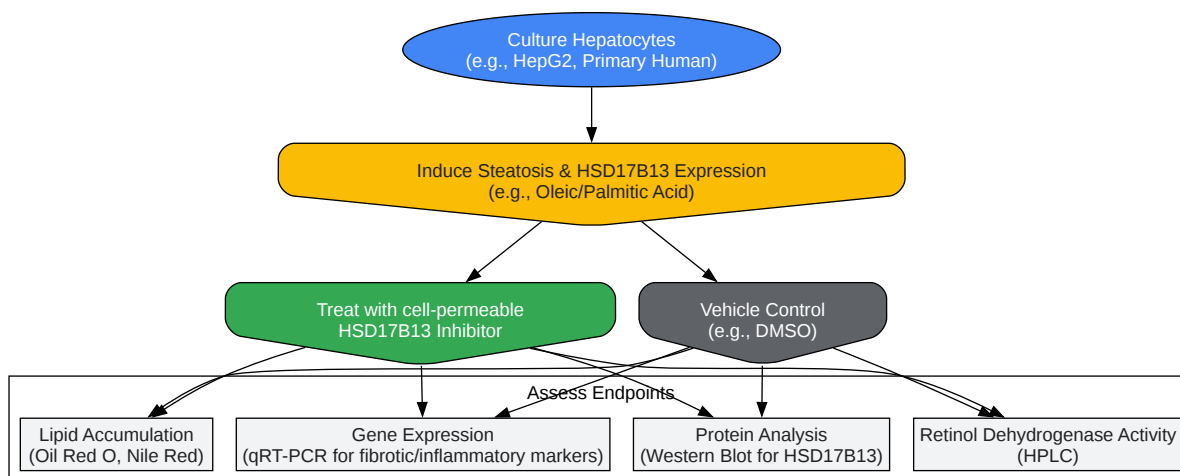 Culture Hepatocytes
(e.g., HepG2, Primary Human)
Induce Steatosis & HSD17B13 Expression
(e.g., Oleic/Palmitic Acid)
Treat with cell-permeable
HSD17B13 Inhibitor
Vehicle Control
(e.g., DMSO)
Assess Endpoints
Lipid Accumulation
(Oil Red O, Nile Red)
Gene Expression
(qRT-PCR for fibrotic/inflammatory markers)
Protein Analysis
(Western Blot for HSD17B13)
Retinol Dehydrogenase Activity
(HPLC)